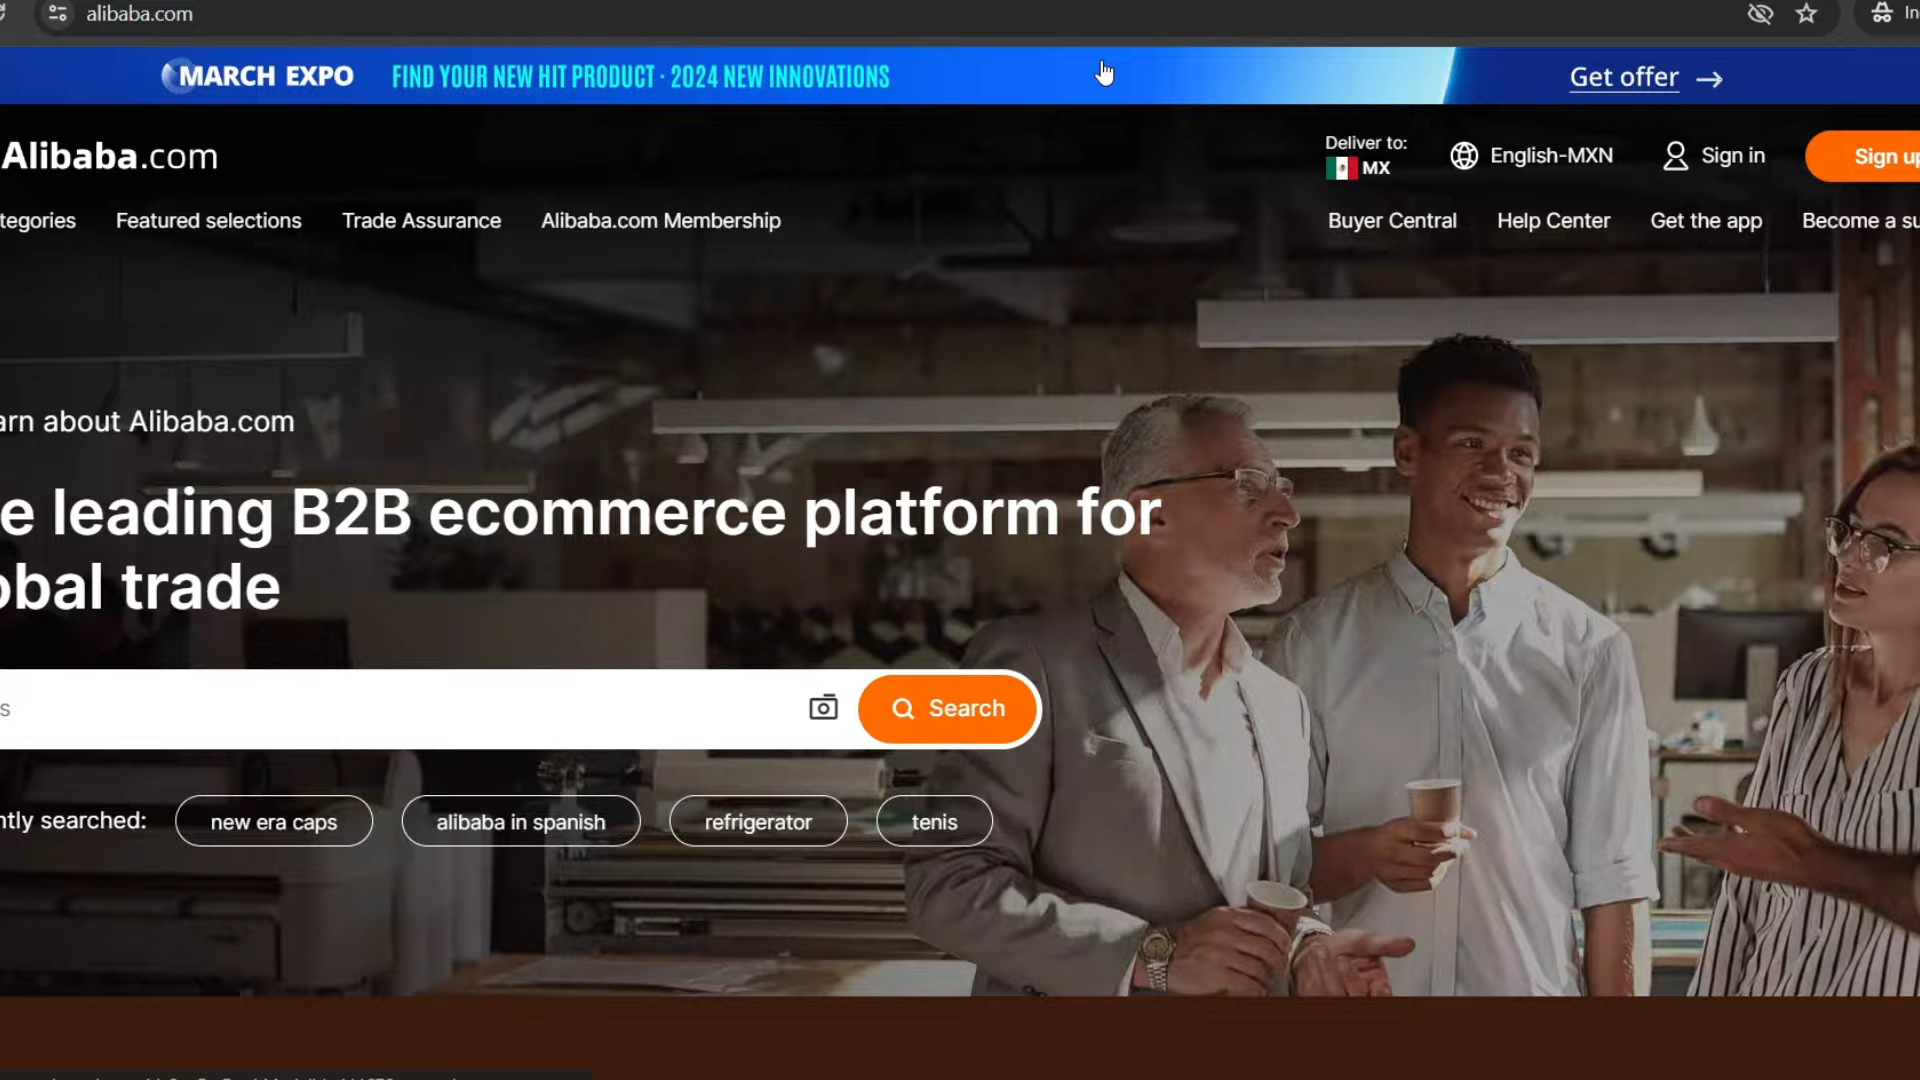 alibaba.com
MARCH EXPO FIND YOUR NEW HIT PRODUCT · 2024 NEW INNOVATIONS Get offer →
Alibaba.com Deliver to: MX English-MXN Sign in Sign up
tegories Featured selections Trade Assurance Alibaba.com Membership Buyer Central Help Center Get the app Become a su
arn about Alibaba.com
e leading B2B ecommerce platform for
obal trade
s Search
ntly searched: new era caps alibaba in spanish refrigerator tenis